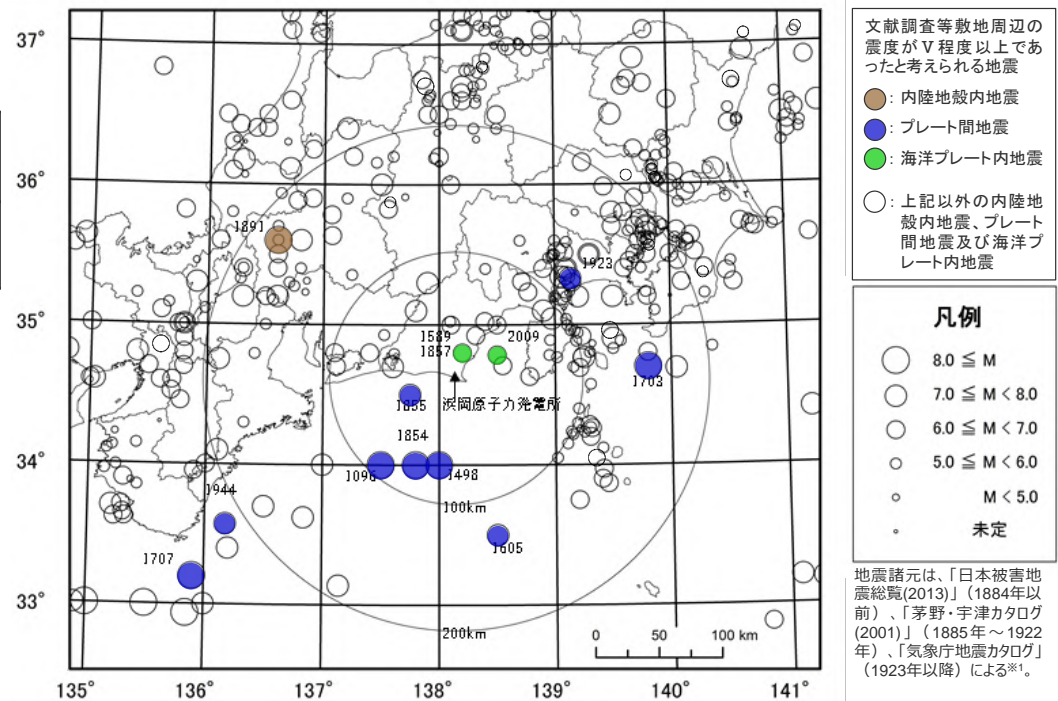 37°
36°
35°
34°
33°
135°
136°
137°
138°
139°
140°
141°
1891
1923
1589
1857
2009
1703
1855
浜岡原子力発電所
1854
1096
1498
1944
100km
1605
1707
200km
0 50 100 km
文献調査等敷地周辺の
震度がⅤ程度以上であ
ったと考えられる地震
: 内陸地殻内地震
: プレート間地震
: 海洋プレート内地震
: 上記以外の内陸地
殻内地震、プレート
間地震及び海洋プ
レート内地震
凡例
8.0 ≦ M
7.0 ≦ M < 8.0
6.0 ≦ M < 7.0
5.0 ≦ M < 6.0
M < 5.0
未定
地震諸元は、「日本被害地
震総覧(2013)」（1884年以
前）、「茅野・宇津カタログ
(2001)」（1885年～1922
年）、「気象庁地震カタログ」
（1923年以降）による※1。